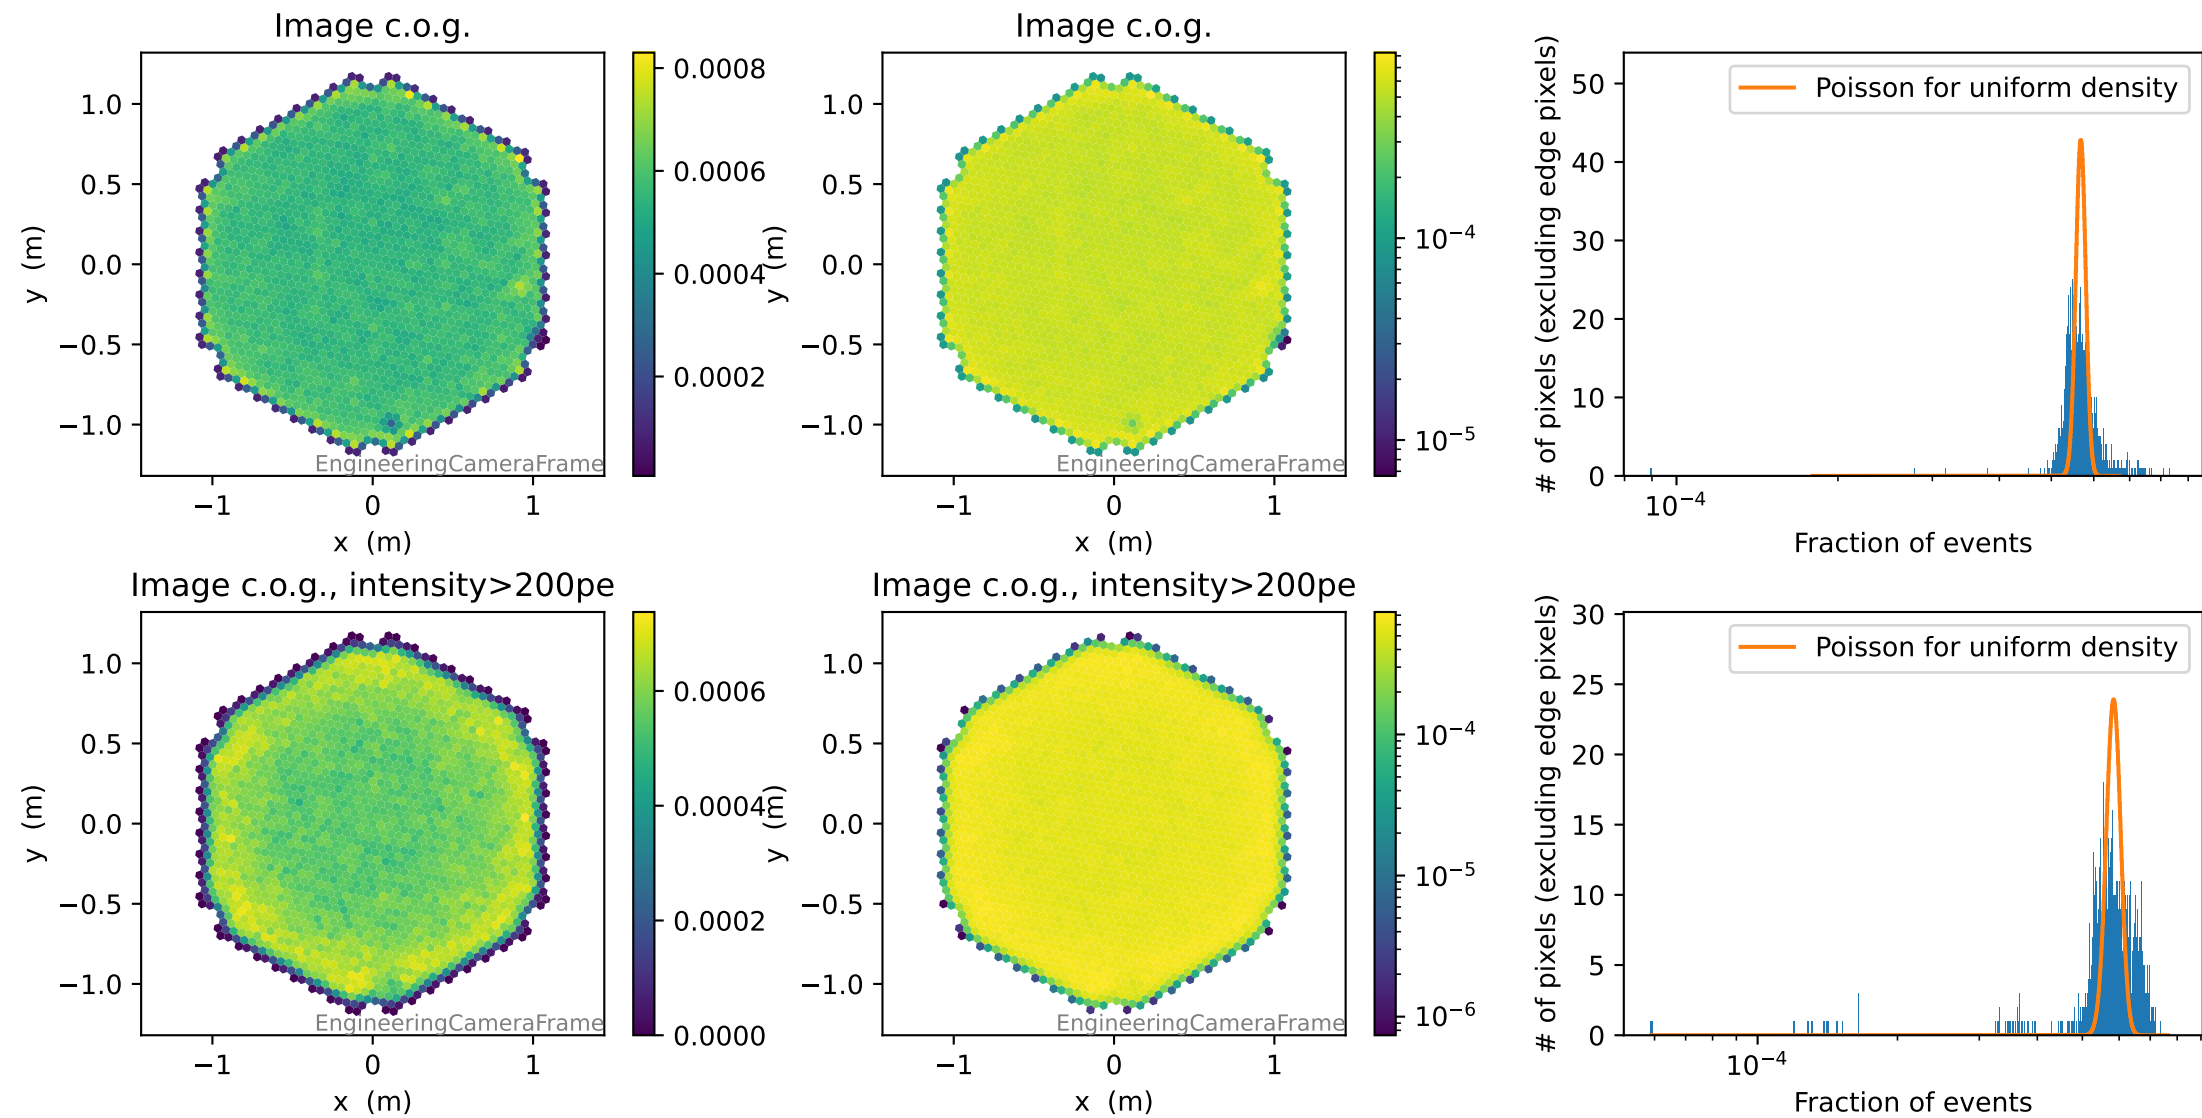 Image c.o.g.
1.0
0.5
0.0
−0.5
−1.0
y (m)
−1
0
1
x (m)
EngineeringCameraFrame
0.0008
0.0006
0.0004
0.0002
Image c.o.g.
1.0
0.5
0.0
−0.5
−1.0
y (m)
−1
0
1
x (m)
EngineeringCameraFrame
10⁻⁴
10⁻⁵
# of pixels (excluding edge pixels)
50
40
30
20
10
0
Poisson for uniform density
10⁻⁴
Fraction of events
Image c.o.g., intensity>200pe
1.0
0.5
0.0
−0.5
−1.0
y (m)
−1
0
1
x (m)
EngineeringCameraFrame
0.0006
0.0004
0.0002
0.0000
Image c.o.g., intensity>200pe
1.0
0.5
0.0
−0.5
−1.0
y (m)
−1
0
1
x (m)
EngineeringCameraFrame
10⁻⁴
10⁻⁵
10⁻⁶
# of pixels (excluding edge pixels)
30
25
20
15
10
5
0
Poisson for uniform density
10⁻⁴
Fraction of events